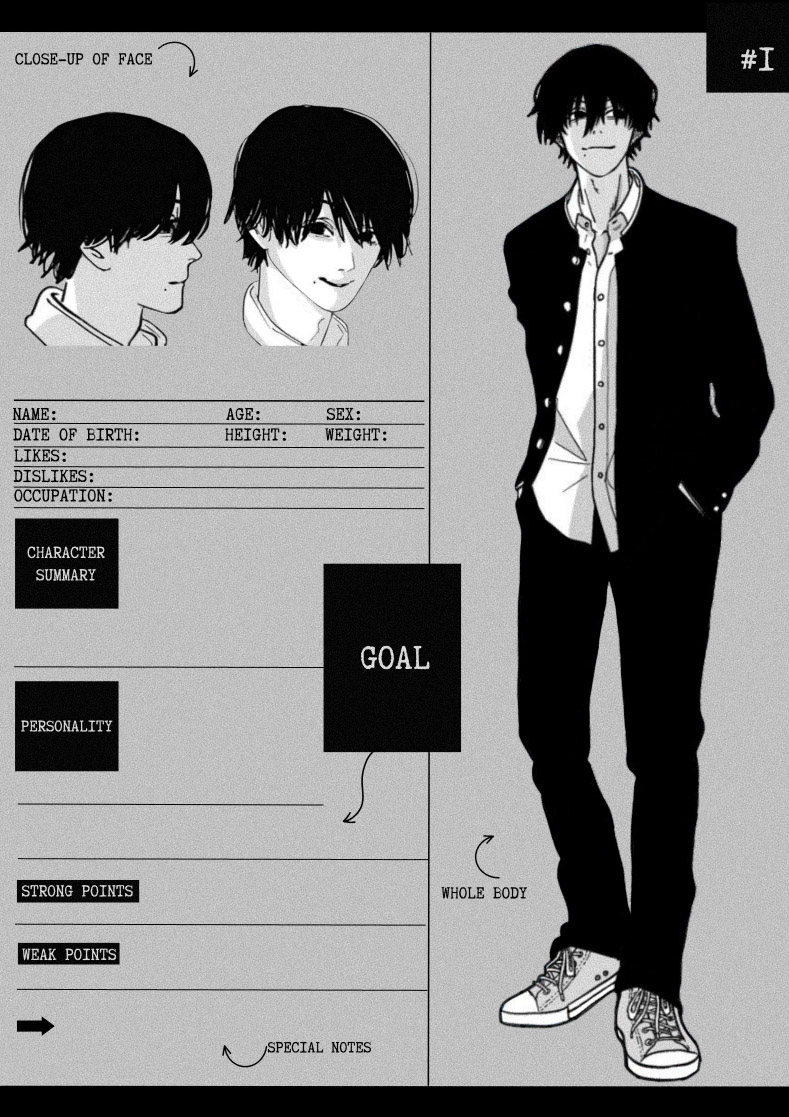 #1
CLOSE-UP OF FACE
NAME: AGE: SEX:
DATE OF BIRTH: HEIGHT: WEIGHT:
LIKES:
DISLIKES:
OCCUPATION:
CHARACTER
SUMMARY
GOAL
PERSONALITY
STRONG POINTS
WHOLE BODY
WEAK POINTS
SPECIAL NOTES